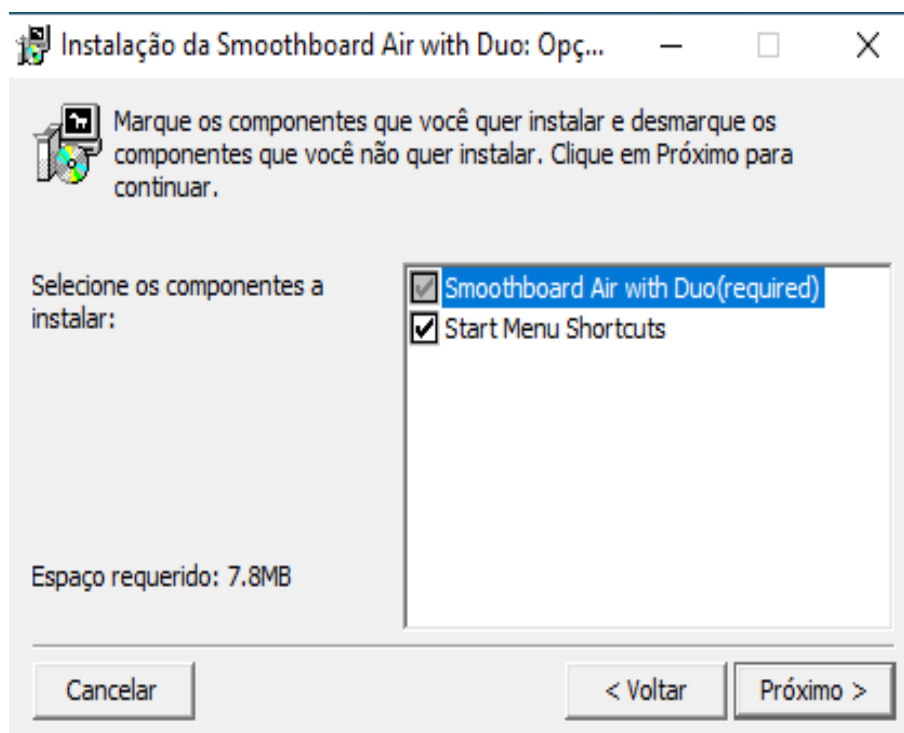 Instalação da Smoothboard Air with Duo: Opç...
Marque os componentes que você quer instalar e desmarque os
componentes que você não quer instalar. Clique em Próximo para
continuar.
Selecione os componentes a
instalar:
Smoothboard Air with Duo(required)
Start Menu Shortcuts
Espaço requerido: 7.8MB
Cancelar
< Voltar
Próximo >